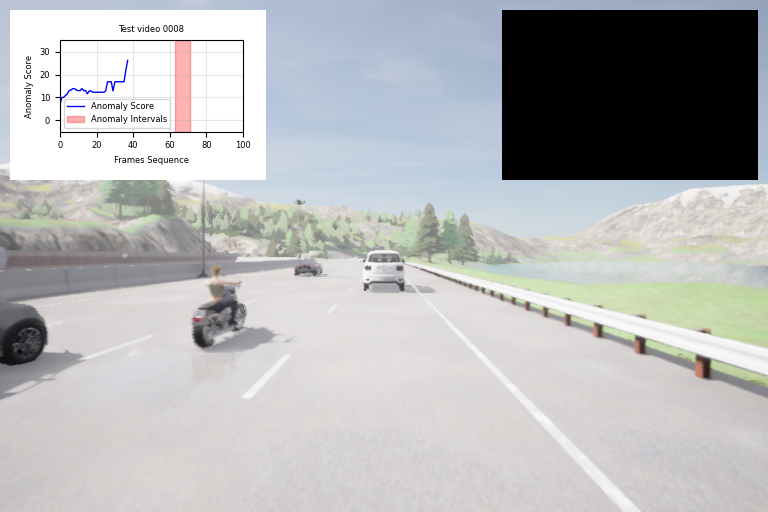 Test video 0008
Anomaly Score
30
20
10
0
Anomaly Score
Anomaly Intervals
0 20 40 60 80 100
Frames Sequence